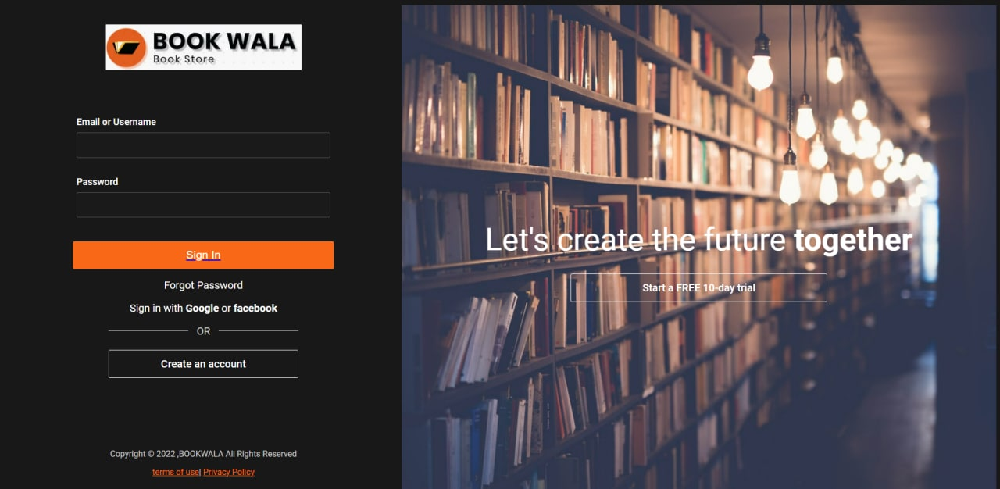 BOOK WALA
Book Store
Email or Username
Password
Sign In
Forgot Password
Sign in with Google or facebook
OR
Create an account
Copyright © 2022 ,BOOKWALA All Rights Reserved
terms of use| Privacy Policy
Let's create the future together
Start a FREE 10-day trial